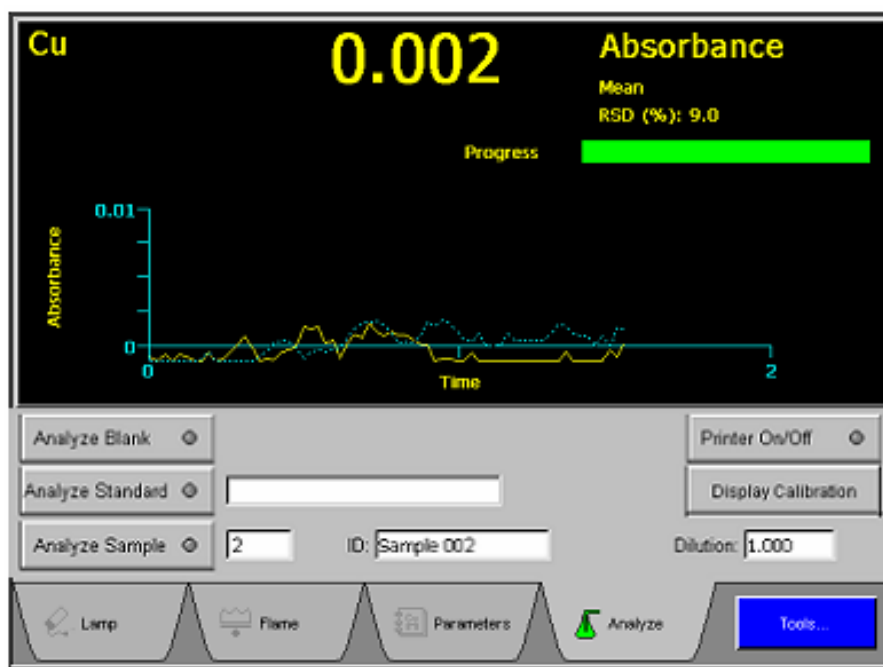 Cu
0.002
Absorbance
Mean
RSD (%): 9.0
Progress
0.01
Absorbance
0
0
Time
2
Analyze Blank
Printer On/Off
Analyze Standard
Display Calibration
Analyze Sample
2
ID: Sample 002
Dilution: 1.000
Lamp
Flame
Parameters
Analyze
Tools...